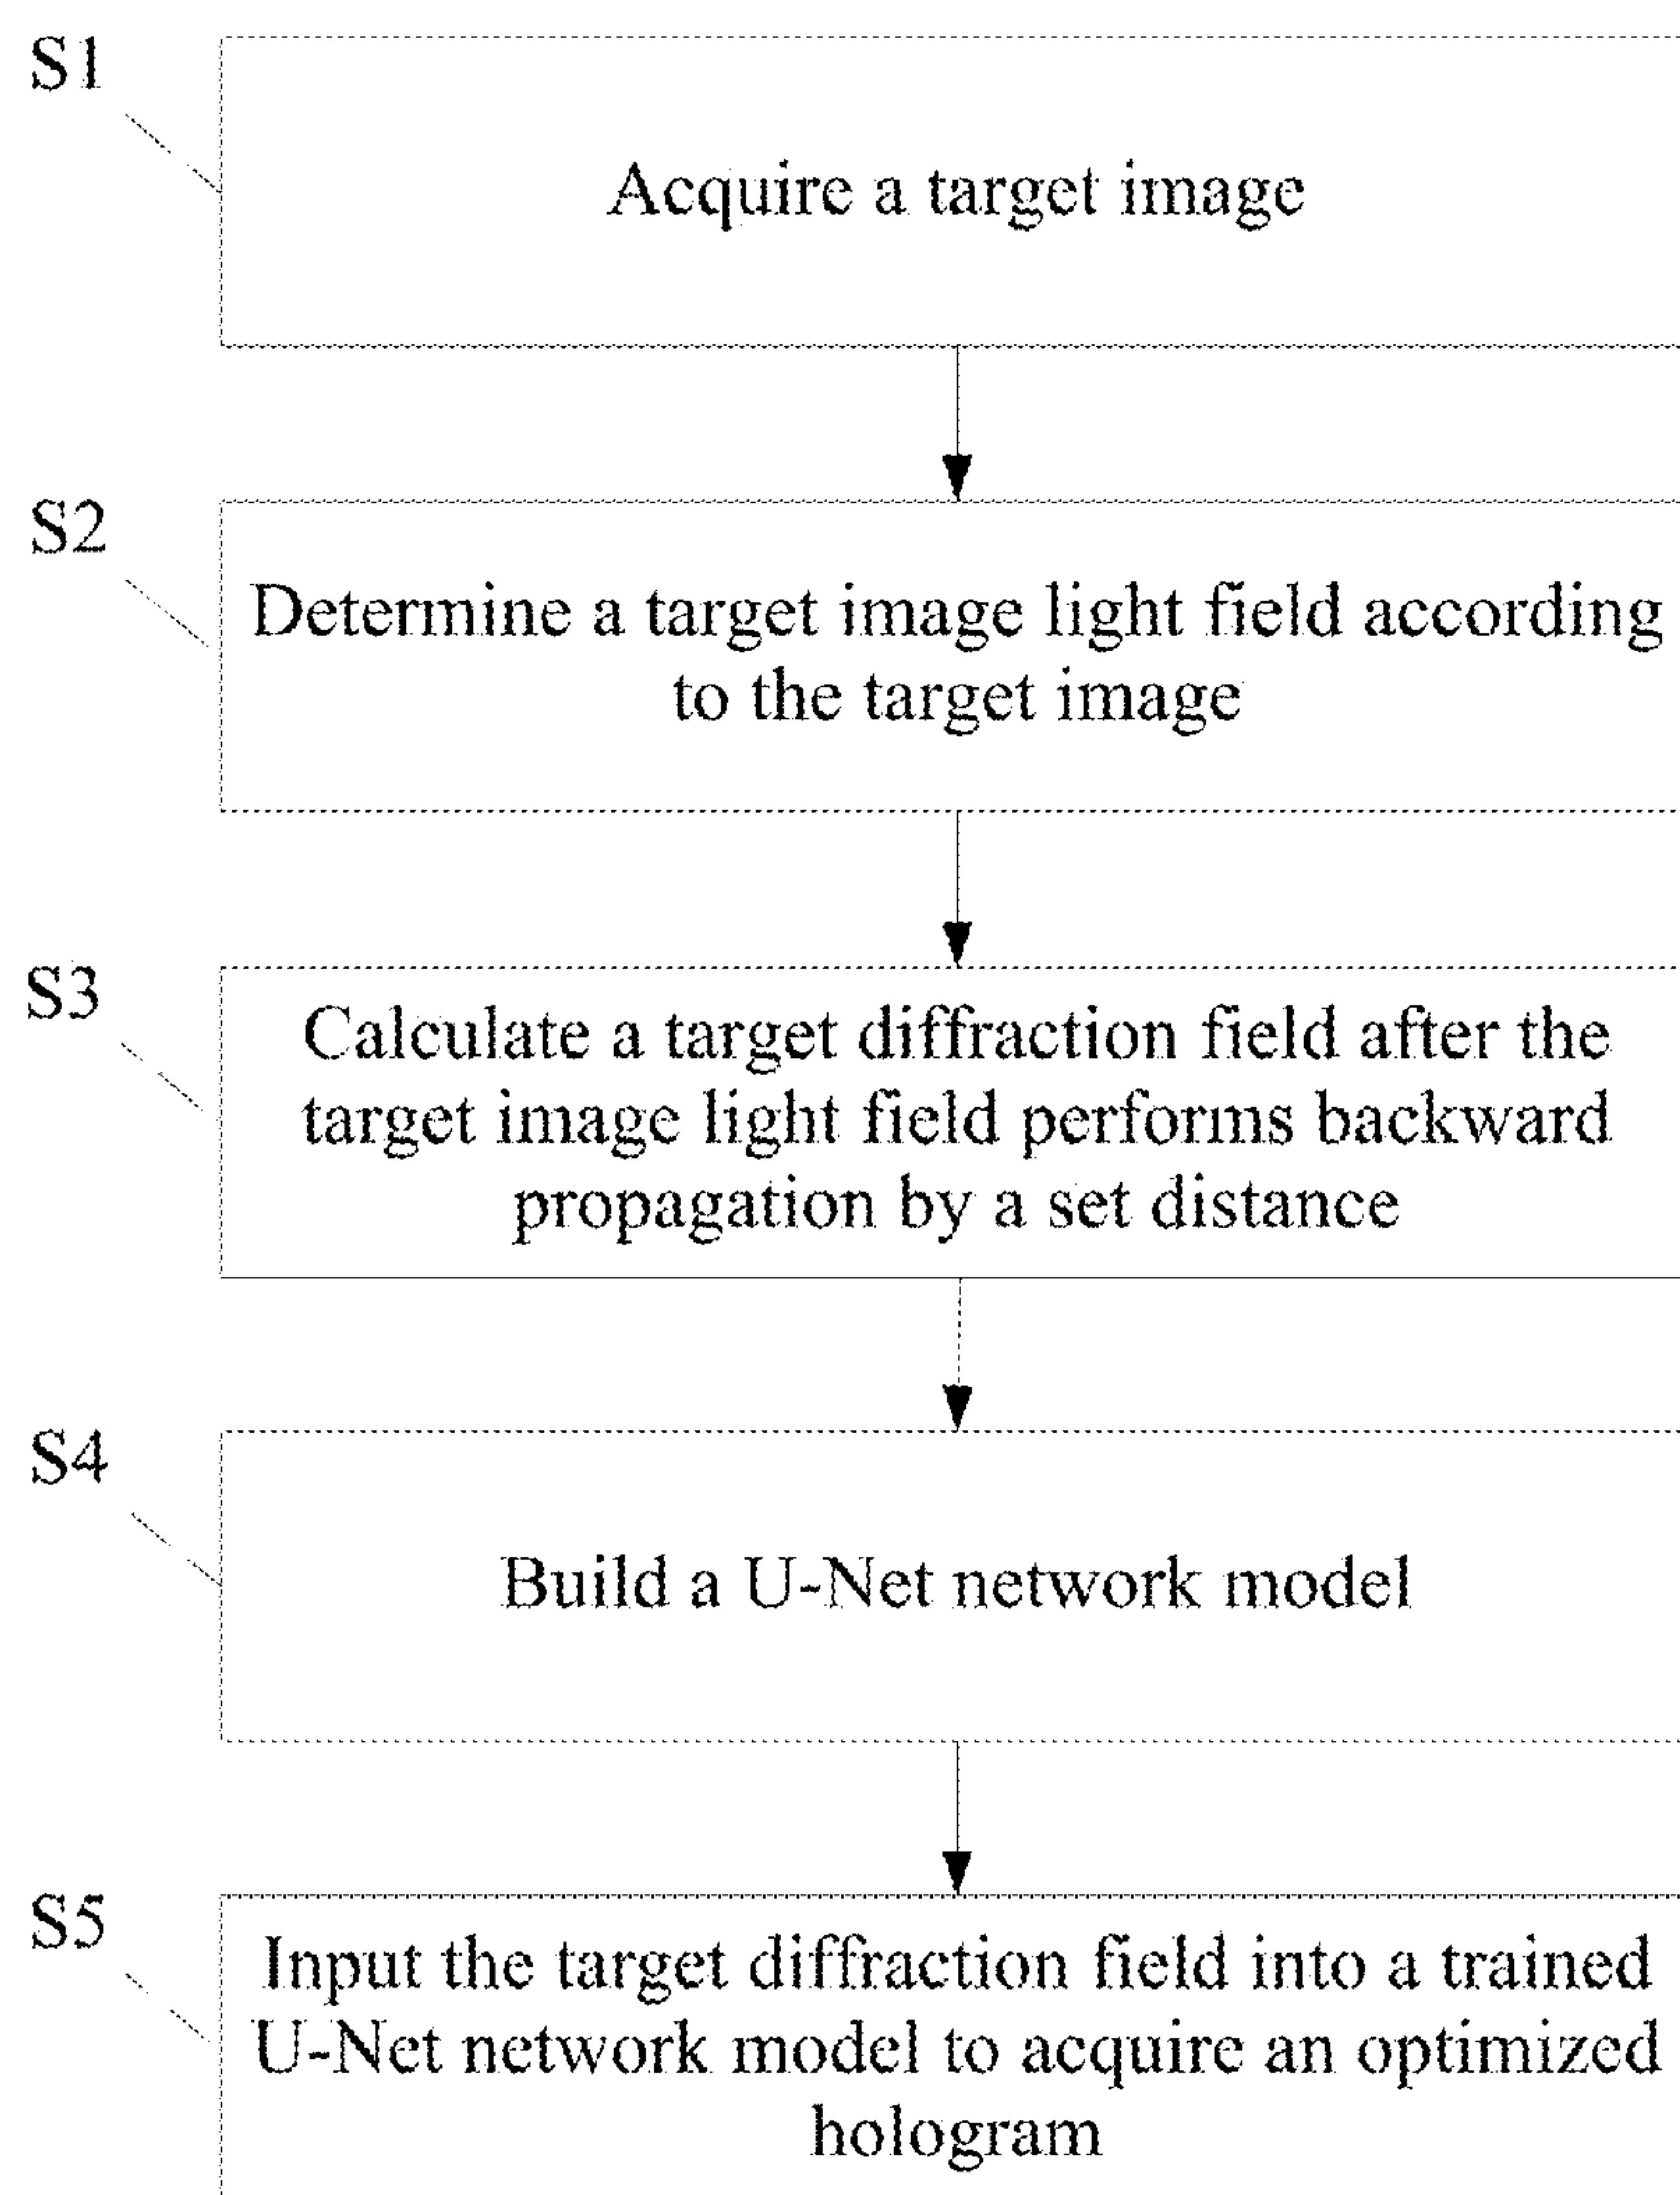 S1
Acquire a target image
S2
Determine a target image light field according
to the target image
S3
Calculate a target diffraction field after the
target image light field performs backward
propagation by a set distance
S4
Build a U-Net network model
S5
Input the target diffraction field into a trained
U-Net network model to acquire an optimized
hologram